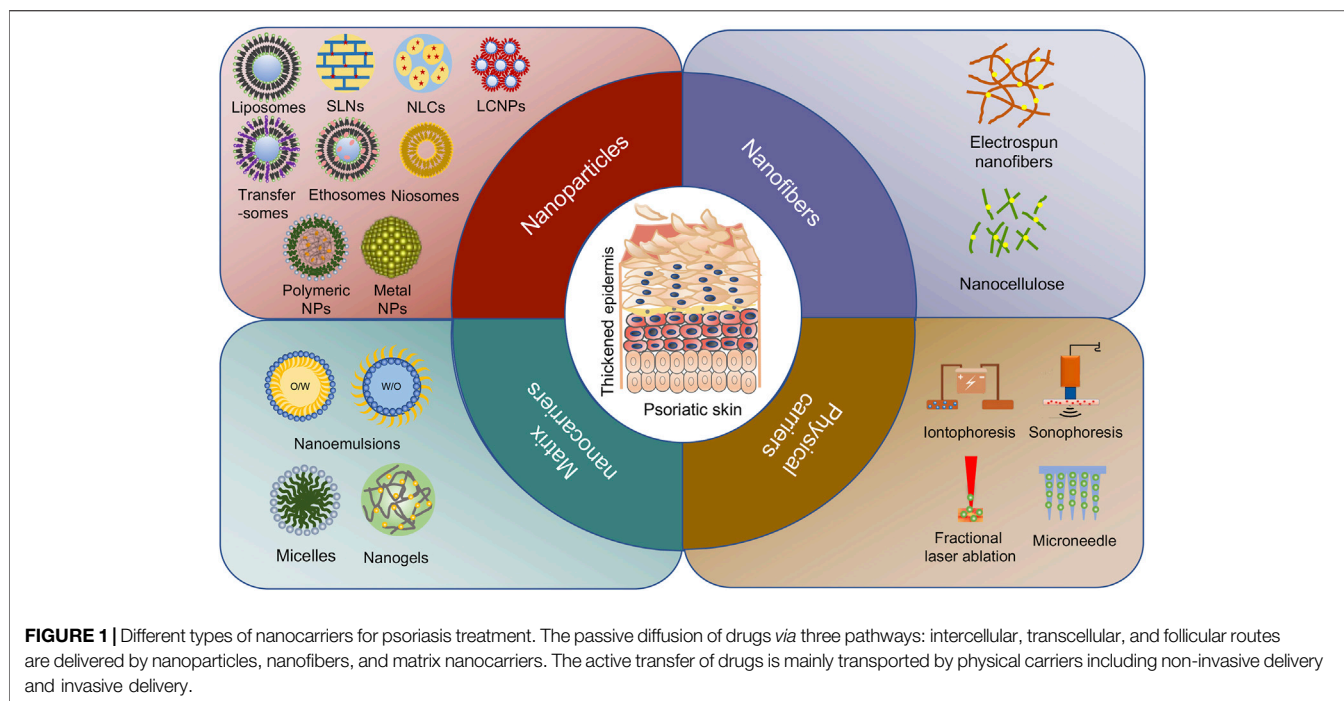 Liposomes
SLNs
NLCs
LCNPs
Transfer
-somes
Ethosomes
Niosomes
Polymeric
NPs
Metal
NPs
Nanoparticles
Nanofibers
Electrospun
nanofibers
Nanocellulose
Thickened epidermis
Psoriatic skin
Matrix
nanocarriers
O/W
W/O
Nanoemulsions
Micelles
Nanogels
Physical
carriers
+ -
Iontophoresis
Sonophoresis
Fractional
laser ablation
Microneedle
FIGURE 1 | Different types of nanocarriers for psoriasis treatment. The passive diffusion of drugs via three pathways: intercellular, transcellular, and follicular routes
are delivered by nanoparticles, nanofibers, and matrix nanocarriers. The active transfer of drugs is mainly transported by physical carriers including non-invasive delivery
and invasive delivery.